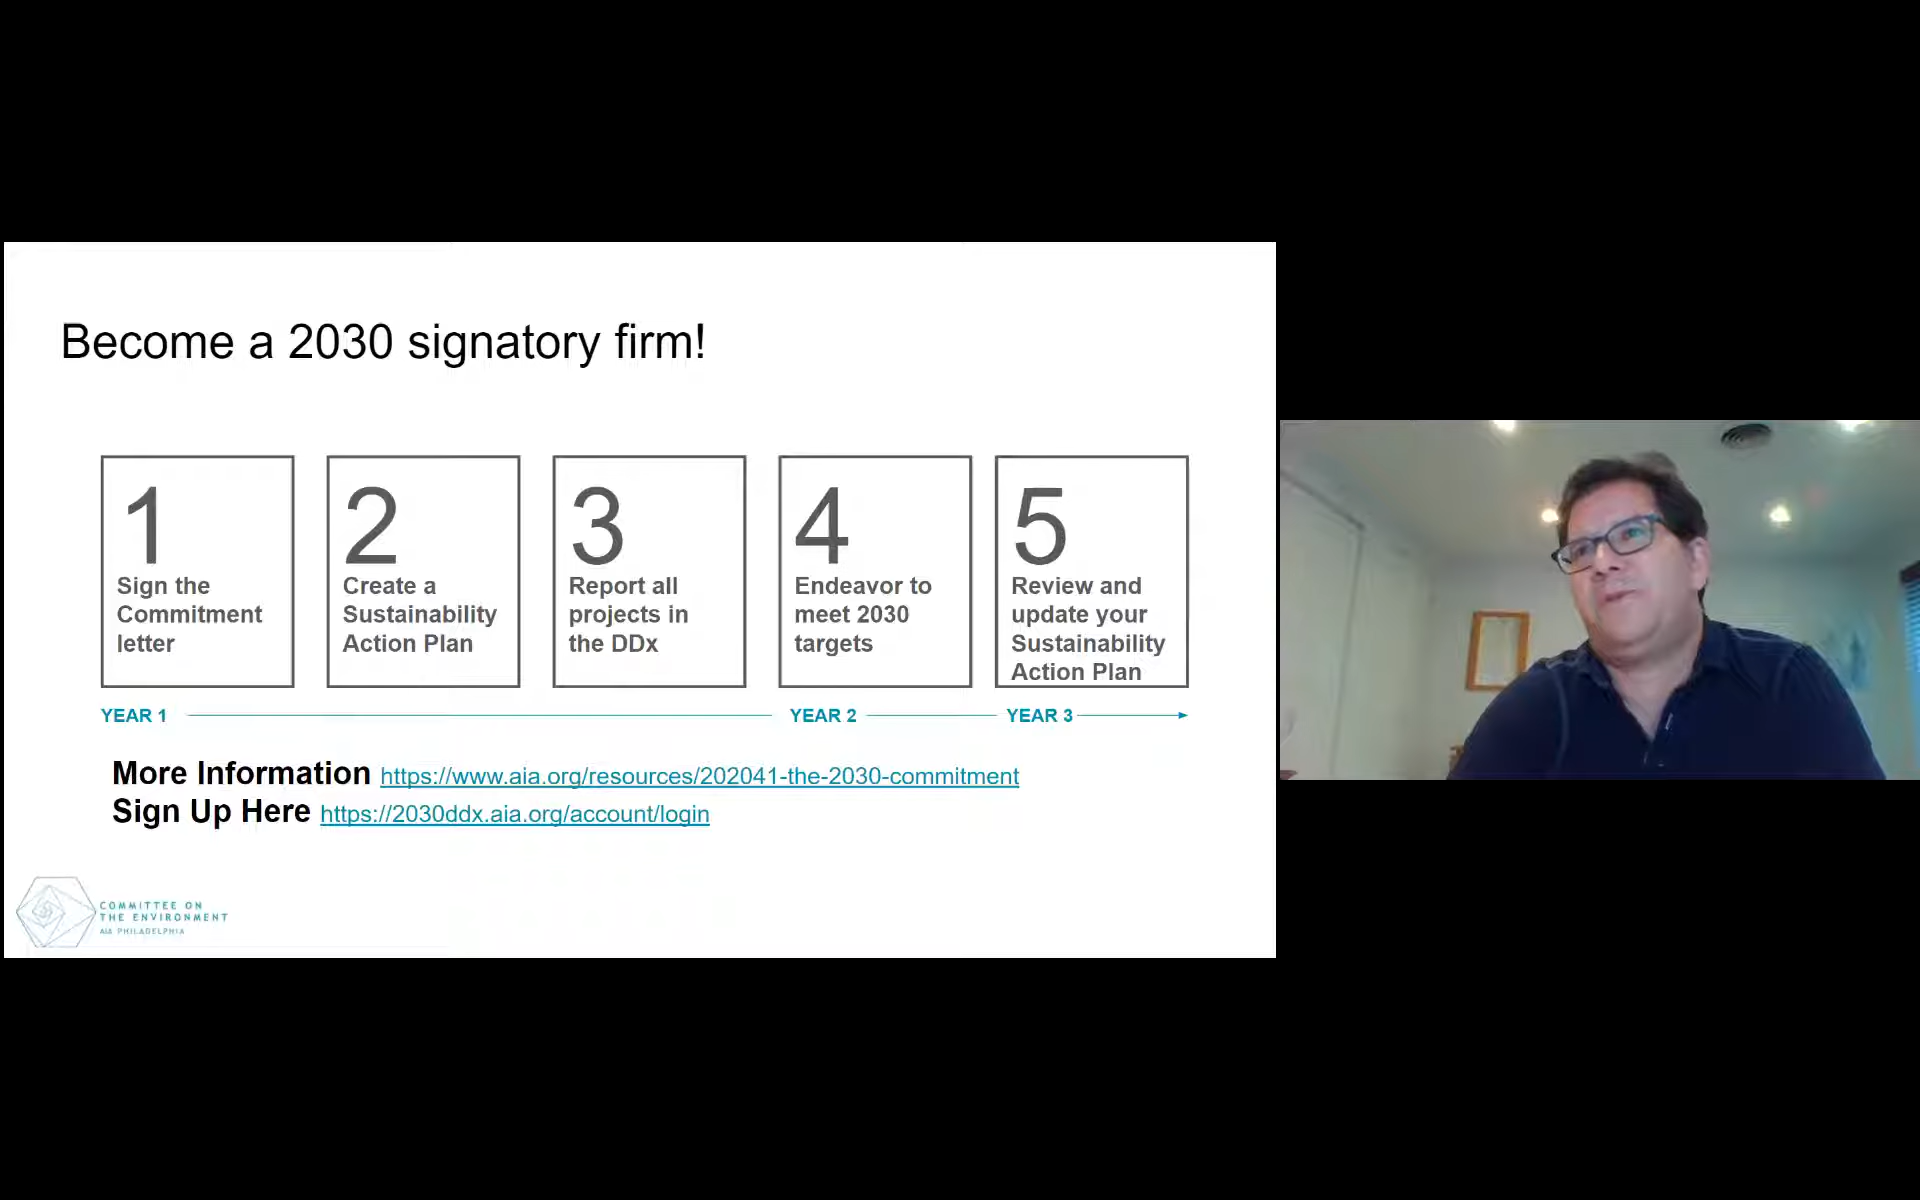 Become a 2030 signatory firm!
1
Sign the
Commitment
letter
2
Create a
Sustainability
Action Plan
3
Report all
projects in
the DDx
4
Endeavor to
meet 2030
targets
5
Review and
update your
Sustainability
Action Plan
YEAR 1
YEAR 2
YEAR 3
More Information https://www.aia.org/resources/202041-the-2030-commitment
Sign Up Here https://2030ddx.aia.org/account/login
COMMITTEE ON
THE ENVIRONMENT
AIA PHILADELPHIA